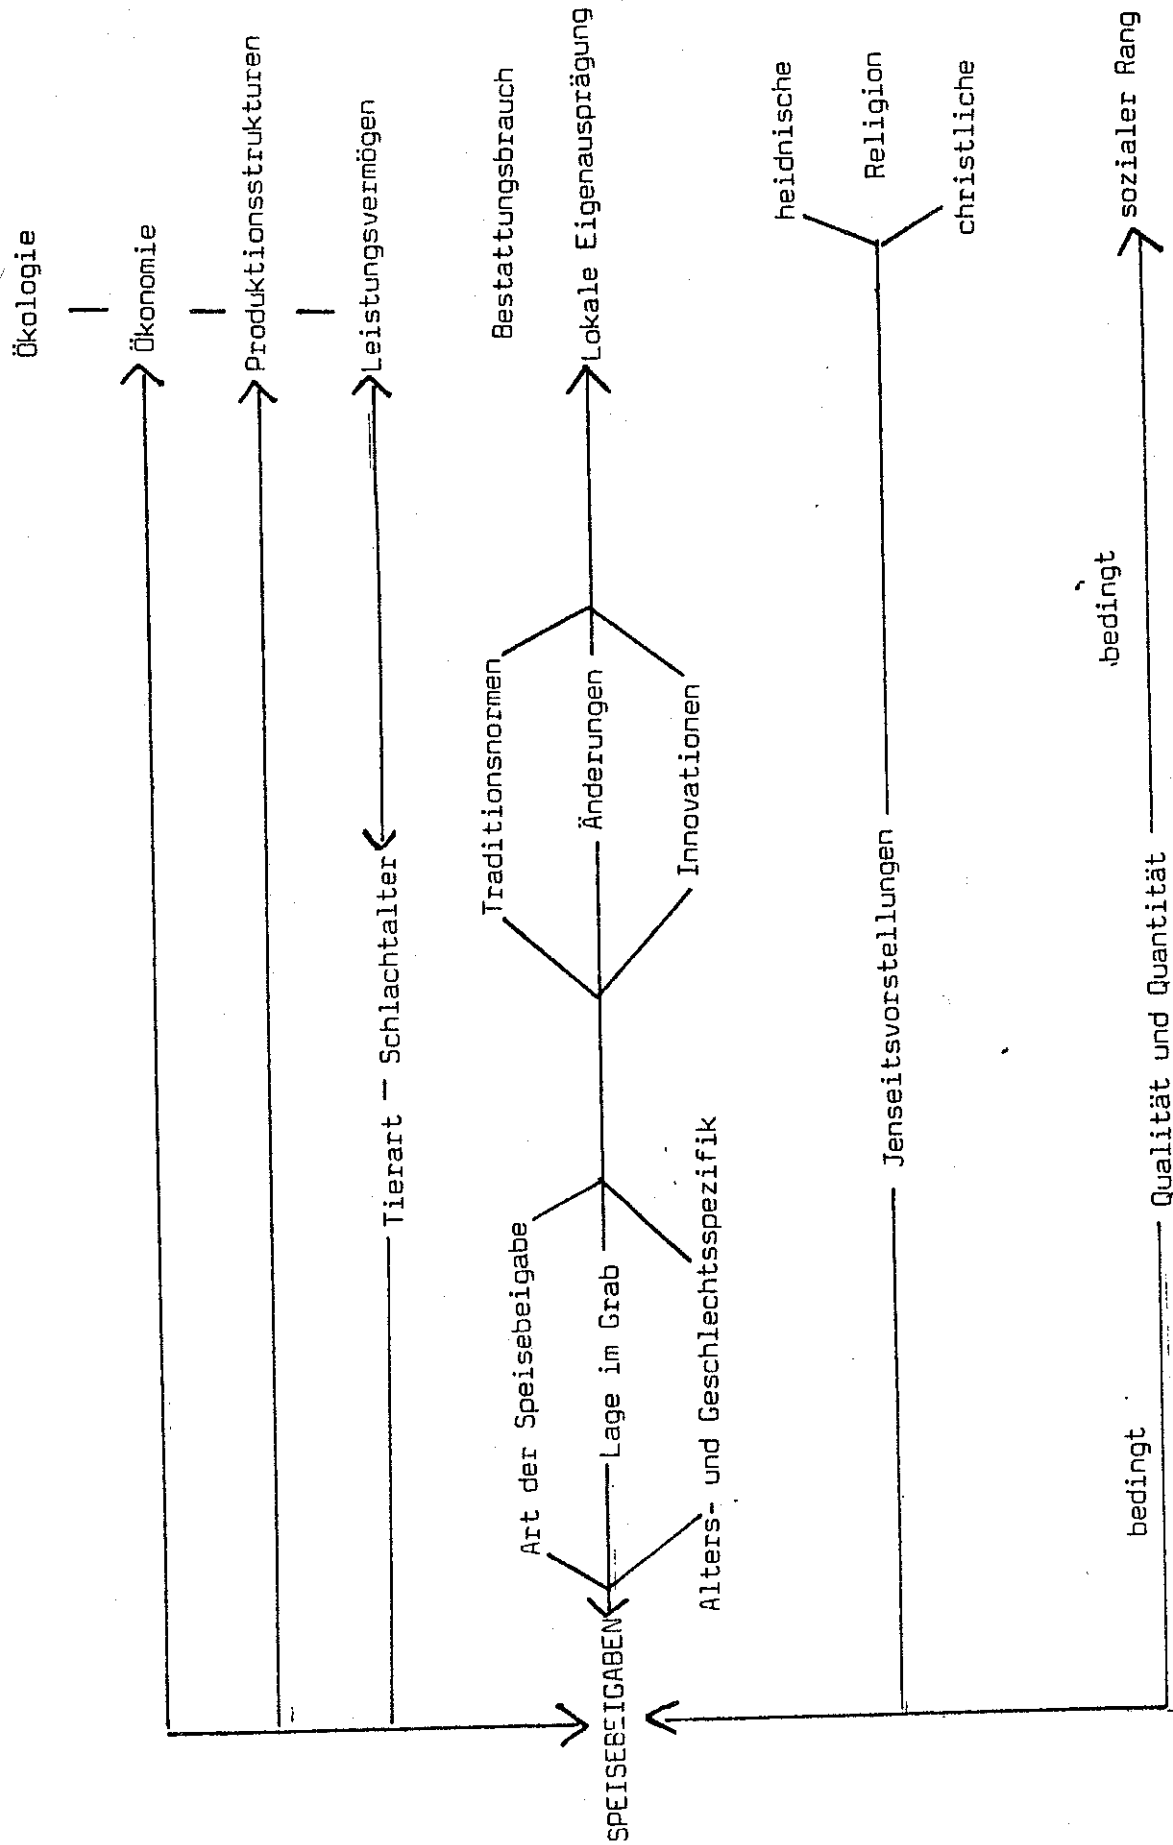 Ökologie
Ökonomie
Produktionsstrukturen
Tierart — Schlachtalter
Leistungsvermögen
Bestattungsbrauch
Art der Speisebeigabe
Traditionsnormen
SPEISEBEIGABEN
Lage im Grab
Änderungen
Lokale Eigenausprägung
Alters- und Geschlechtsspezifik
Innovationen
heidnische
Jenseitsvorstellungen
Religion
christliche
bedingt
bedingt
Qualität und Quantität
sozialer Rang